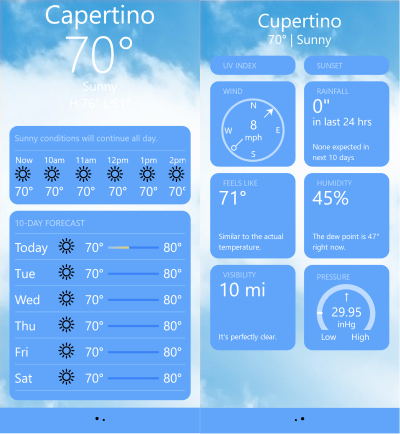 Capertino
70°
Sunny
Sunny conditions will continue all day.
Now 10am 11am 12pm 1pm 2pm
70° 70° 70° 70° 70° 70°
10-DAY FORECAST
Today 70° 80°
Tue 70° 80°
Wed 70° 80°
Thu 70° 80°
Fri 70° 80°
Sat 70° 80°
Cupertino
70° | Sunny
UV INDEX
SUNSET
WIND
N
W
8
mph
E
S
RAINFALL
0"
in last 24 hrs
None expected in
next 10 days
FEELS LIKE
71°
Similar to the actual
temperature.
HUMIDITY
45%
The dew point is 47°
right now.
VISIBILITY
10 mi
It's perfectly clear.
PRESSURE
29.95
inHg
Low High